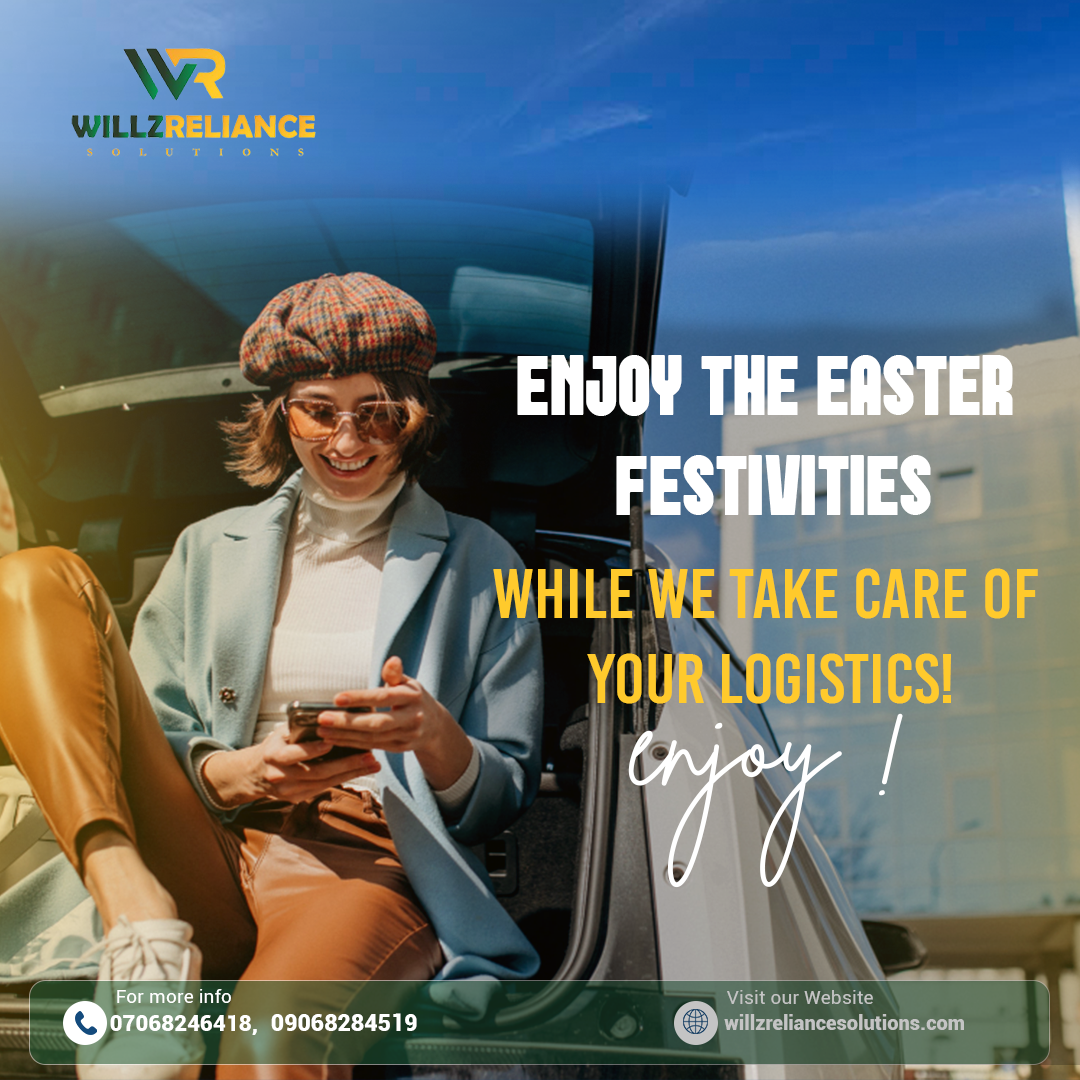 WR
WILLZRELIANCE
SOLUTIONS
ENJOY THE EASTER
FESTIVITIES
WHILE WE TAKE CARE OF
YOUR LOGISTICS!
enjoy !
For more info
07068246418, 09068284519
Visit our Website
willzreliancesolutions.com